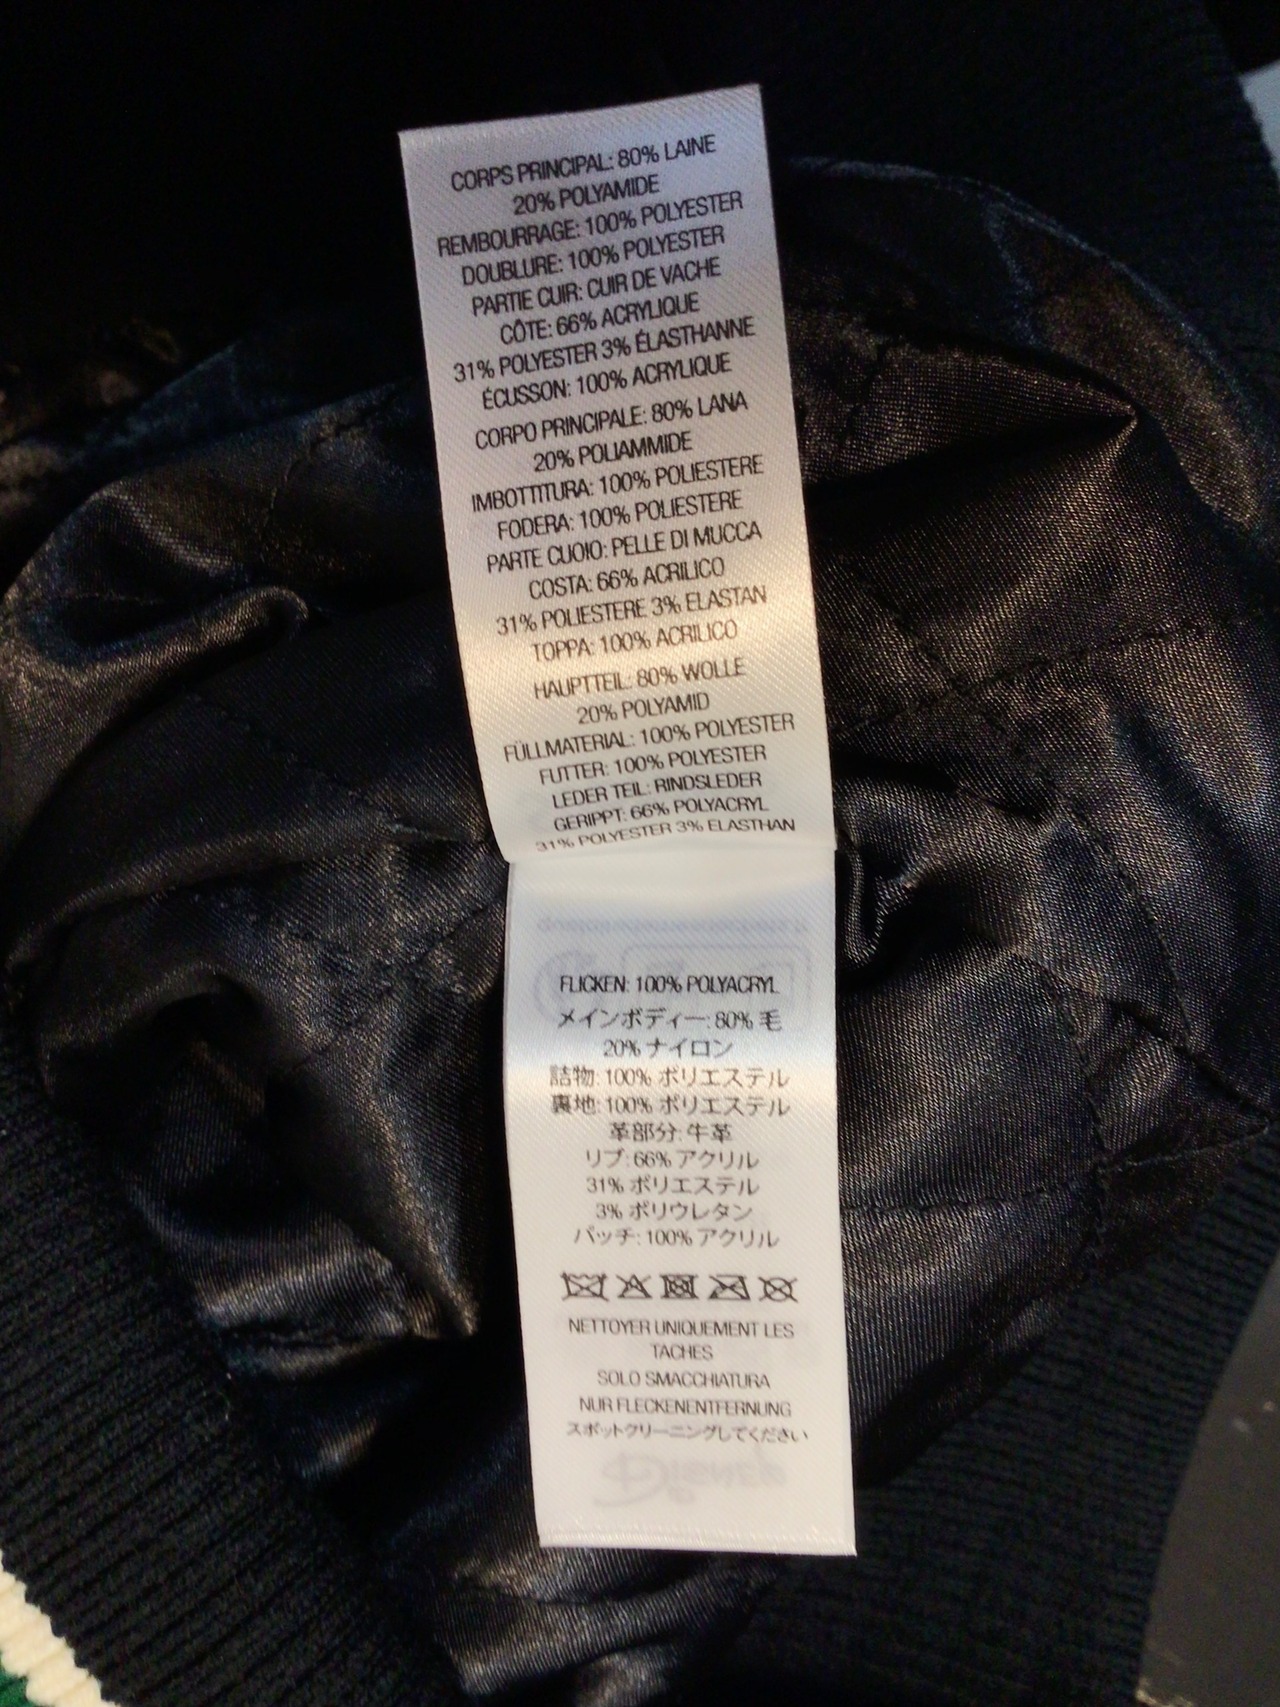 CORPS PRINCIPAL: 80% LAINE
20% POLYAMIDE
REMBOURRAGE: 100% POLYESTER
DOUBLURE: 100% POLYESTER
PARTIE CUIR: CUIR DE VACHE
CÔTE: 66% ACRYLIQUE
31% POLYESTER 3% ÉLASTHANNE
ÉCUSSON: 100% ACRYLIQUE
CORPO PRINCIPALE: 80% LANA
20% POLIAMMIDE
IMBOTTITURA: 100% POLIESTERE
FODERA: 100% POLIESTERE
PARTE CUOIO: PELLE DI MUCCA
COSTA: 66% ACRILICO
31% POLIESTERE 3% ELASTAN
TOPPA: 100% ACRILICO
HAUPTTEIL: 80% WOLLE
20% POLYAMID
FÜLLMATERIAL: 100% POLYESTER
FUTTER: 100% POLYESTER
LEDER TEIL: RINDSLEDER
GERIPPT: 66% POLYACRYL
31% POLYESTER 3% ELASTHAN
FLICKEN: 100% POLYACRYL
メインボディー: 80% 毛
20% ナイロン
詰物: 100% ポリエステル
裏地: 100% ポリエステル
革部分: 牛革
リブ: 66% アクリル
31% ポリエステル
3% ポリウレタン
パッチ: 100% アクリル
NETTOYER UNIQUEMENT LES
TACHES
SOLO SMACCHIATURA
NUR FLECKENENTFERNUNG
スポットクリーニングしてください
Disney